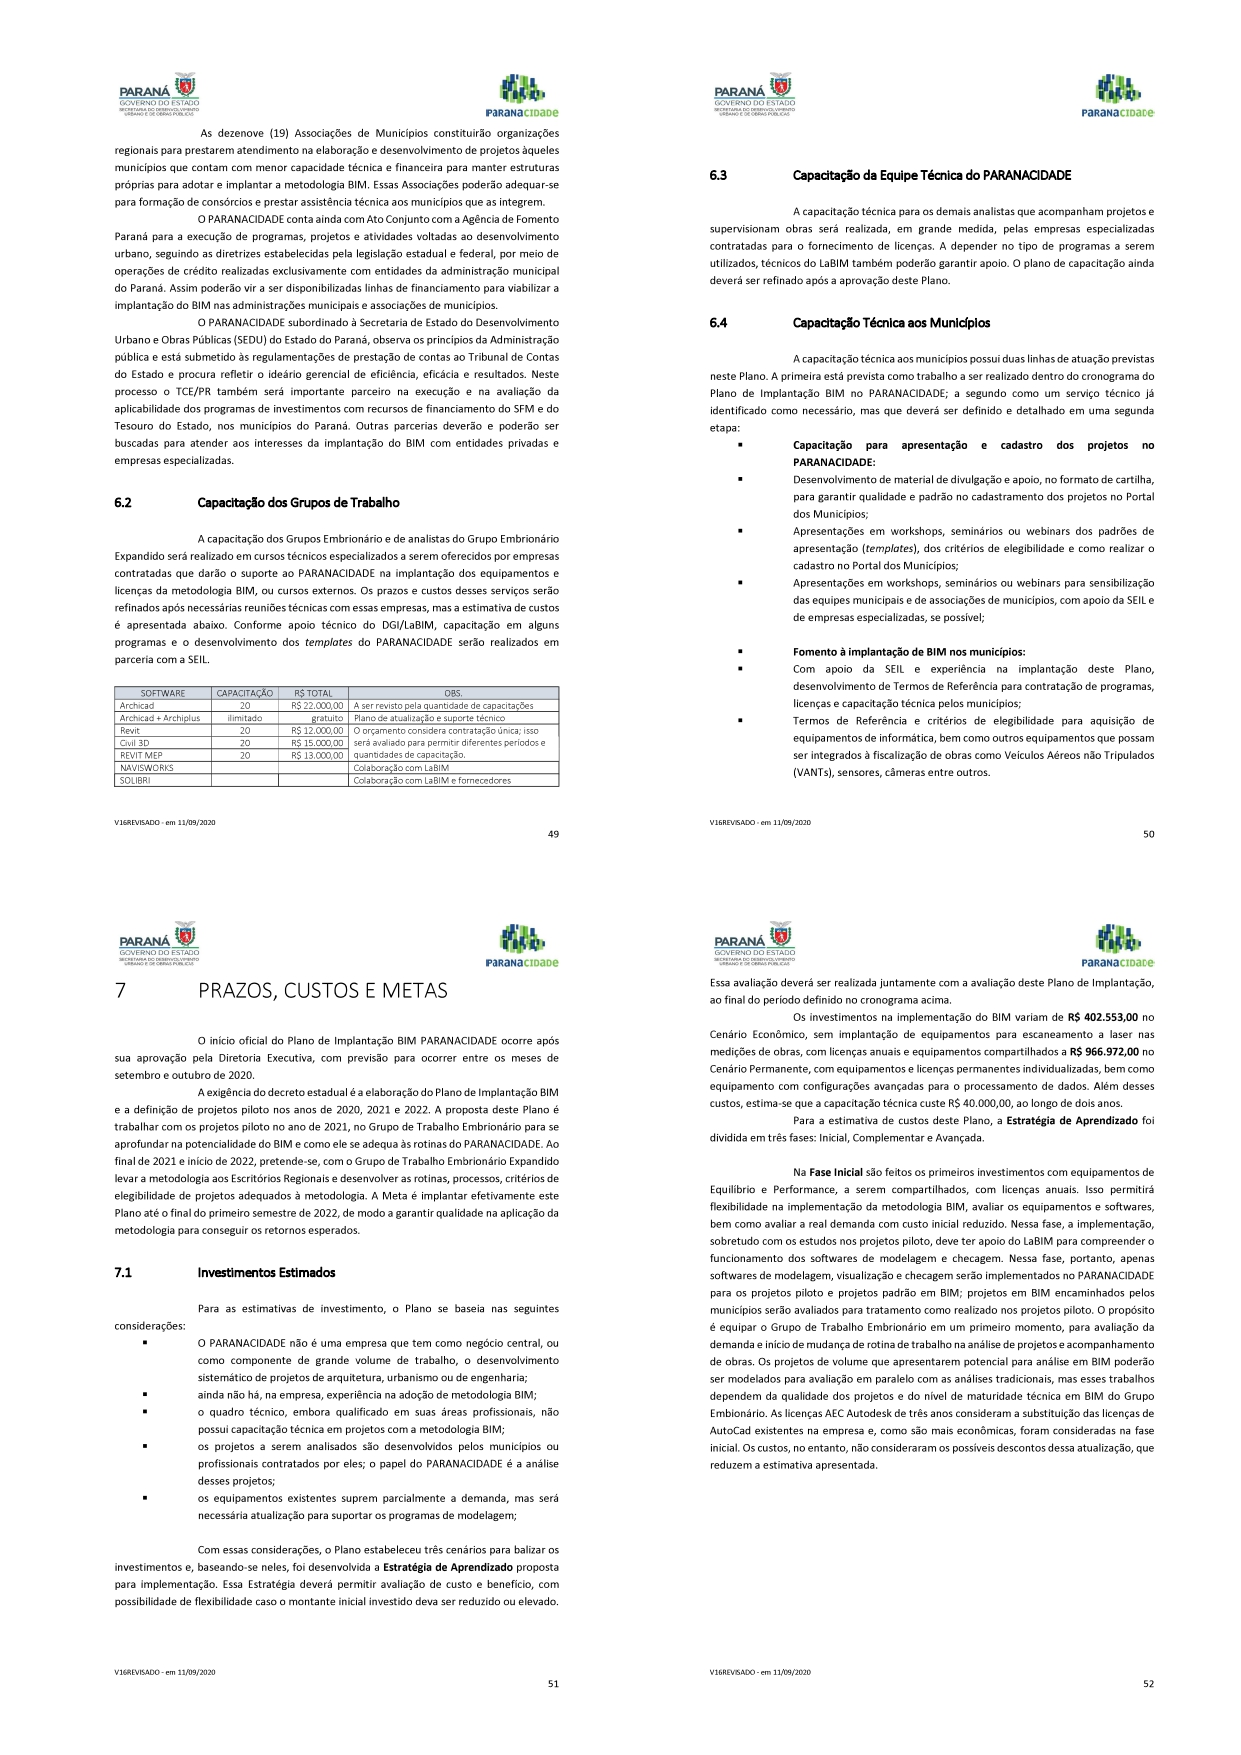 PARANÁ
GOVERNO DO ESTADO
SECRETARIA DO DESENVOLVIMENTO
URBANO E DE OBRAS PÚBLICAS
PARANACIDADE
As dezenove (19) Associações de Municípios constituirão organizações
regionais para prestarem atendimento na elaboração e desenvolvimento de projetos àqueles
municípios que contam com menor capacidade técnica e financeira para manter estruturas
próprias para adotar e implantar a metodologia BIM. Essas Associações poderão adequar-se
para formação de consórcios e prestar assistência técnica aos municípios que as integrem.
O PARANACIDADE conta ainda com Ato Conjunto com a Agência de Fomento
Paraná para a execução de programas, projetos e atividades voltadas ao desenvolvimento
urbano, seguindo as diretrizes estabelecidas pela legislação estadual e federal, por meio de
operações de crédito realizadas exclusivamente com entidades da administração municipal
do Paraná. Assim poderão vir a ser disponibilizadas linhas de financiamento para viabilizar a
implantação do BIM nas administrações municipais e associações de municípios.
O PARANACIDADE subordinado à Secretaria de Estado do Desenvolvimento
Urbano e Obras Públicas (SEDU) do Estado do Paraná, observa os princípios da Administração
pública e está submetido às regulamentações de prestação de contas ao Tribunal de Contas
do Estado e procura refletir o ideário gerencial de eficiência, eficácia e resultados. Neste
processo o TCE/PR também será importante parceiro na execução e na avaliação da
aplicabilidade dos programas de investimentos com recursos de financiamento do SFM e do
Tesouro do Estado, nos municípios do Paraná. Outras parcerias deverão e poderão ser
buscadas para atender aos interesses da implantação do BIM com entidades privadas e
empresas especializadas.
6.2 Capacitação dos Grupos de Trabalho
A capacitação dos Grupos Embrionário e de analistas do Grupo Embrionário
Expandido será realizado em cursos técnicos especializados a serem oferecidos por empresas
contratadas que darão o suporte ao PARANACIDADE na implantação dos equipamentos e
licenças da metodologia BIM, ou cursos externos. Os prazos e custos desses serviços serão
refinados após necessárias reuniões técnicas com essas empresas, mas a estimativa de custos
é apresentada abaixo. Conforme apoio técnico do DGI/LaBIM, capacitação em alguns
programas e o desenvolvimento dos templates do PARANACIDADE serão realizados em
parceria com a SEIL.
SOFTWARE CAPACITAÇÃO R$ TOTAL OBS.
Archicad 20 R$ 22.000,00 A ser revisto pela quantidade de capacitações
Archicad + Archiplus ilimitado gratuito Plano de atualização e suporte técnico
Revit 20 R$ 12.000,00 O orçamento considera contratação única; isso
Civil 3D 20 R$ 15.000,00 será avaliado para permitir diferentes períodos e
REVIT MEP 20 R$ 13.000,00 quantidades de capacitação.
NAVISWORKS Colaboração com LaBIM
SOLIBRI Colaboração com LaBIM e fornecedores
V16REVISADO - em 11/09/2020
49
PARANÁ
GOVERNO DO ESTADO
SECRETARIA DO DESENVOLVIMENTO
URBANO E DE OBRAS PÚBLICAS
PARANACIDADE
6.3 Capacitação da Equipe Técnica do PARANACIDADE
A capacitação técnica para os demais analistas que acompanham projetos e
supervisionam obras será realizada, em grande medida, pelas empresas especializadas
contratadas para o fornecimento de licenças. A depender no tipo de programas a serem
utilizados, técnicos do LaBIM também poderão garantir apoio. O plano de capacitação ainda
deverá ser refinado após a aprovação deste Plano.
6.4 Capacitação Técnica aos Municípios
A capacitação técnica aos municípios possui duas linhas de atuação previstas
neste Plano. A primeira está prevista como trabalho a ser realizado dentro do cronograma do
Plano de Implantação BIM no PARANACIDADE; a segundo como um serviço técnico já
identificado como necessário, mas que deverá ser definido e detalhado em uma segunda
etapa:
▪ Capacitação para apresentação e cadastro dos projetos no
PARANACIDADE:
▪ Desenvolvimento de material de divulgação e apoio, no formato de cartilha,
para garantir qualidade e padrão no cadastramento dos projetos no Portal
dos Municípios;
▪ Apresentações em workshops, seminários ou webinars dos padrões de
apresentação (templates), dos critérios de elegibilidade e como realizar o
cadastro no Portal dos Municípios;
▪ Apresentações em workshops, seminários ou webinars para sensibilização
das equipes municipais e de associações de municípios, com apoio da SEIL e
de empresas especializadas, se possível;
▪ Fomento à implantação de BIM nos municípios:
▪ Com apoio da SEIL e experiência na implantação deste Plano,
desenvolvimento de Termos de Referência para contratação de programas,
licenças e capacitação técnica pelos municípios;
▪ Termos de Referência e critérios de elegibilidade para aquisição de
equipamentos de informática, bem como outros equipamentos que possam
ser integrados à fiscalização de obras como Veículos Aéreos não Tripulados
(VANTs), sensores, câmeras entre outros.
V16REVISADO - em 11/09/2020
50
PARANÁ
GOVERNO DO ESTADO
SECRETARIA DO DESENVOLVIMENTO
URBANO E DE OBRAS PÚBLICAS
PARANACIDADE
7 PRAZOS, CUSTOS E METAS
O início oficial do Plano de Implantação BIM PARANACIDADE ocorre após
sua aprovação pela Diretoria Executiva, com previsão para ocorrer entre os meses de
setembro e outubro de 2020.
A exigência do decreto estadual é a elaboração do Plano de Implantação BIM
e a definição de projetos piloto nos anos de 2020, 2021 e 2022. A proposta deste Plano é
trabalhar com os projetos piloto no ano de 2021, no Grupo de Trabalho Embrionário para se
aprofundar na potencialidade do BIM e como ele se adequa às rotinas do PARANACIDADE. Ao
final de 2021 e início de 2022, pretende-se, com o Grupo de Trabalho Embrionário Expandido
levar a metodologia aos Escritórios Regionais e desenvolver as rotinas, processos, critérios de
elegibilidade de projetos adequados à metodologia. A Meta é implantar efetivamente este
Plano até o final do primeiro semestre de 2022, de modo a garantir qualidade na aplicação da
metodologia para conseguir os retornos esperados.
7.1 Investimentos Estimados
Para as estimativas de investimento, o Plano se baseia nas seguintes
considerações:
▪ O PARANACIDADE não é uma empresa que tem como negócio central, ou
como componente de grande volume de trabalho, o desenvolvimento
sistemático de projetos de arquitetura, urbanismo ou de engenharia;
▪ ainda não há, na empresa, experiência na adoção de metodologia BIM;
▪ o quadro técnico, embora qualificado em suas áreas profissionais, não
possui capacitação técnica em projetos com a metodologia BIM;
▪ os projetos a serem analisados são desenvolvidos pelos municípios ou
profissionais contratados por eles; o papel do PARANACIDADE é a análise
desses projetos;
▪ os equipamentos existentes suprem parcialmente a demanda, mas será
necessária atualização para suportar os programas de modelagem;
Com essas considerações, o Plano estabeleceu três cenários para balizar os
investimentos e, baseando-se neles, foi desenvolvida a Estratégia de Aprendizado proposta
para implementação. Essa Estratégia deverá permitir avaliação de custo e benefício, com
possibilidade de flexibilidade caso o montante inicial investido deva ser reduzido ou elevado.
V16REVISADO - em 11/09/2020
51
PARANÁ
GOVERNO DO ESTADO
SECRETARIA DO DESENVOLVIMENTO
URBANO E DE OBRAS PÚBLICAS
PARANACIDADE
Essa avaliação deverá ser realizada juntamente com a avaliação deste Plano de Implantação,
ao final do período definido no cronograma acima.
Os investimentos na implementação do BIM variam de R$ 402.553,00 no
Cenário Econômico, sem implantação de equipamentos para escaneamento a laser nas
medições de obras, com licenças anuais e equipamentos compartilhados a R$ 966.972,00 no
Cenário Permanente, com equipamentos e licenças permanentes individualizadas, bem como
equipamento com configurações avançadas para o processamento de dados. Além desses
custos, estima-se que a capacitação técnica custe R$ 40.000,00, ao longo de dois anos.
Para a estimativa de custos deste Plano, a Estratégia de Aprendizado foi
dividida em três fases: Inicial, Complementar e Avançada.
Na Fase Inicial são feitos os primeiros investimentos com equipamentos de
Equilíbrio e Performance, a serem compartilhados, com licenças anuais. Isso permitirá
flexibilidade na implementação da metodologia BIM, avaliar os equipamentos e softwares,
bem como avaliar a real demanda com custo inicial reduzido. Nessa fase, a implementação,
sobretudo com os estudos nos projetos piloto, deve ter apoio do LaBIM para compreender o
funcionamento dos softwares de modelagem e checagem. Nessa fase, portanto, apenas
softwares de modelagem, visualização e checagem serão implementados no PARANACIDADE
para os projetos piloto e projetos padrão em BIM; projetos em BIM encaminhados pelos
municípios serão avaliados para tratamento como realizado nos projetos piloto. O propósito
é equipar o Grupo de Trabalho Embrionário em um primeiro momento, para avaliação da
demanda e início de mudança de rotina de trabalho na análise de projetos e acompanhamento
de obras. Os projetos de volume que apresentarem potencial para análise em BIM poderão
ser modelados para avaliação em paralelo com as análises tradicionais, mas esses trabalhos
dependem da qualidade dos projetos e do nível de maturidade técnica em BIM do Grupo
Embionário. As licenças AEC Autodesk de três anos consideram a substituição das licenças de
AutoCad existentes na empresa e, como são mais econômicas, foram consideradas na fase
inicial. Os custos, no entanto, não consideraram os possíveis descontos dessa atualização, que
reduzem a estimativa apresentada.
V16REVISADO - em 11/09/2020
52